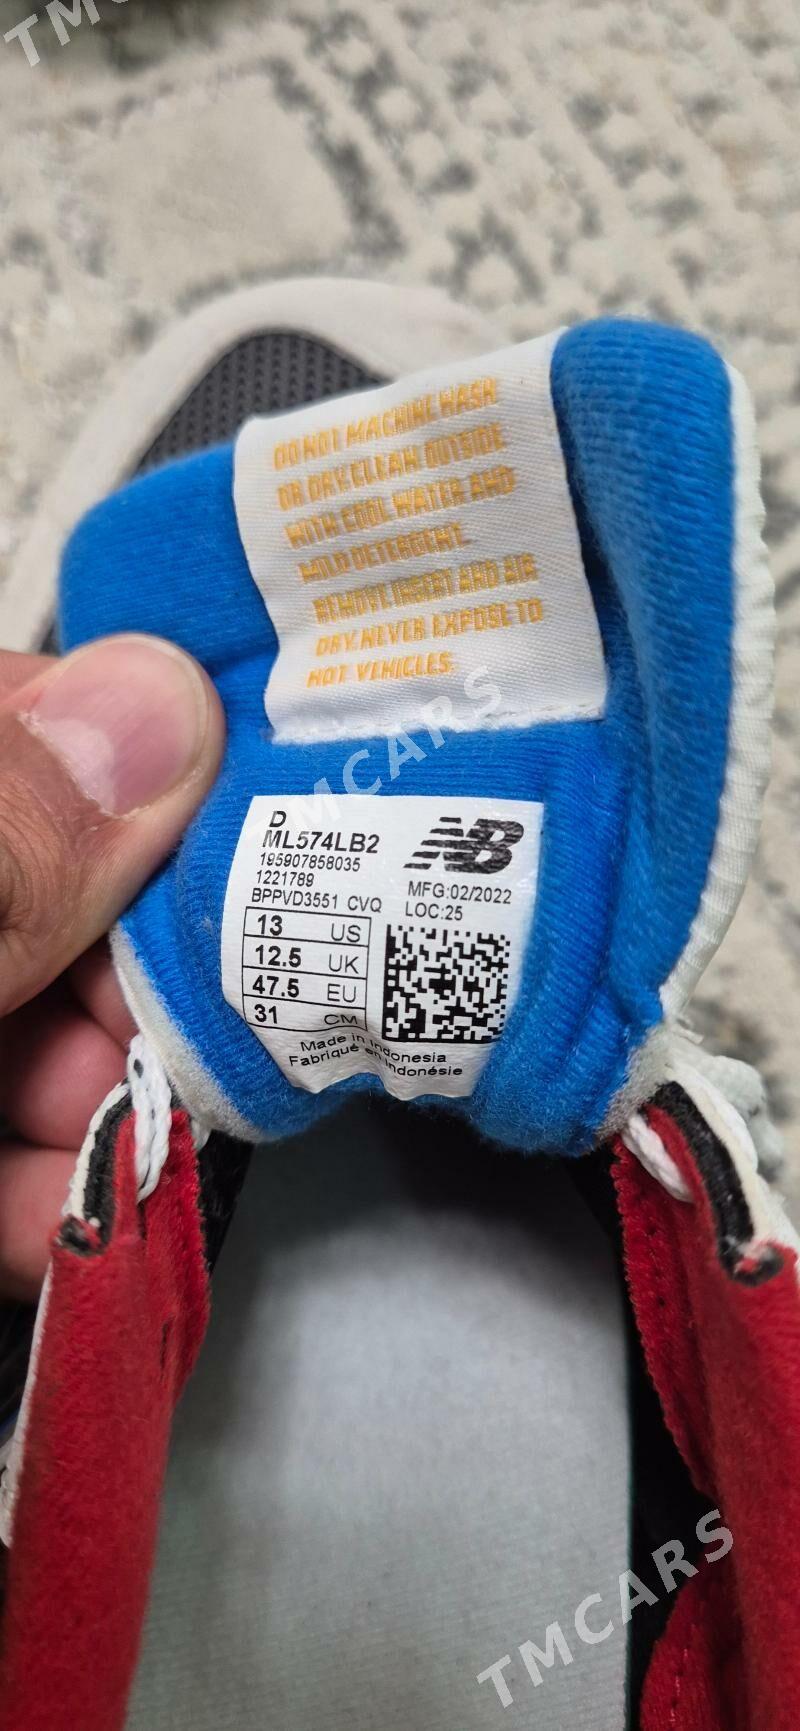 TMCARS
DO NOT MACHINE WASH
OR DRY. CLEAN OUTSIDE
WITH COOL WATER AND
MILD DETERGENT.
REMOVE INSERT AND AIR
DRY. NEVER EXPOSE TO
HOT VEHICLES.
TMCARS
D
ML574LB2
195907858035
1221789
BPPVD3551 CVQ
NB
MFG:02/2022
LOC:25
13 US
12.5 UK
47.5 EU
31 CM
Made in Indonesia
Fabriqué en Indonésie
TMCARS